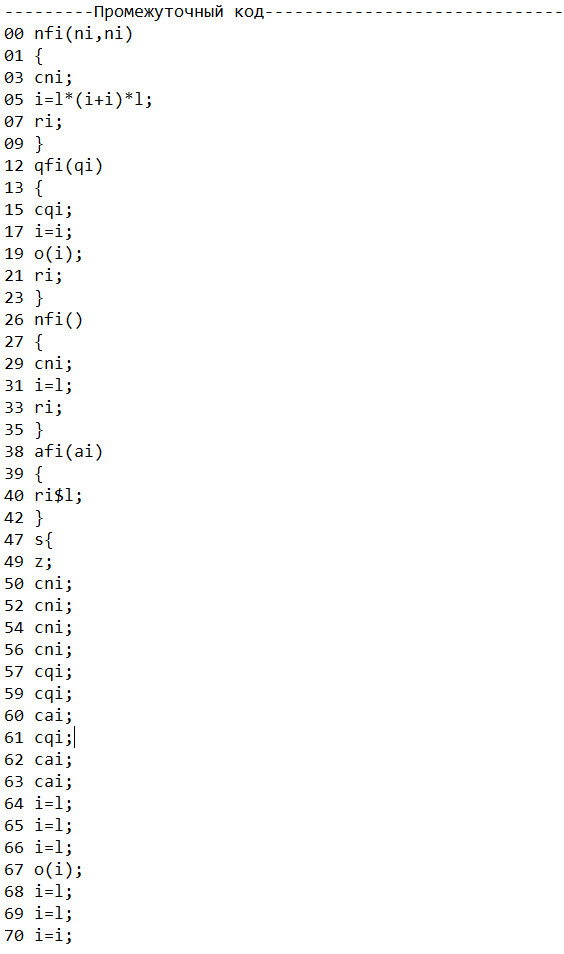 ---------Промежуточный код------------------------------
00 nfi(ni,ni)
01 {
03 cni;
05 i=l*(i+i)*l;
07 ri;
09 }
12 qfi(qi)
13 {
15 cqi;
17 i=i;
19 o(i);
21 ri;
23 }
26 nfi()
27 {
29 cni;
31 i=l;
33 ri;
35 }
38 afi(ai)
39 {
40 ri$l;
42 }
47 s{
49 z;
50 cni;
52 cni;
54 cni;
56 cni;
57 cqi;
59 cqi;
60 cai;
61 cqi;
62 cai;
63 cai;
64 i=l;
65 i=l;
66 i=l;
67 o(i);
68 i=l;
69 i=l;
70 i=i;